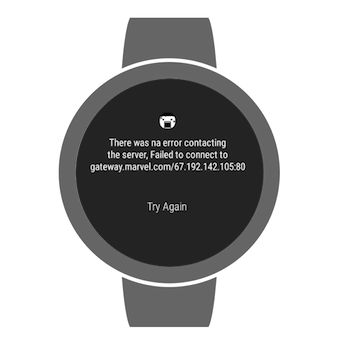 There was na error contacting
the server, Failed to connect to
gateway.marvel.com/67.192.142.105:80
Try Again